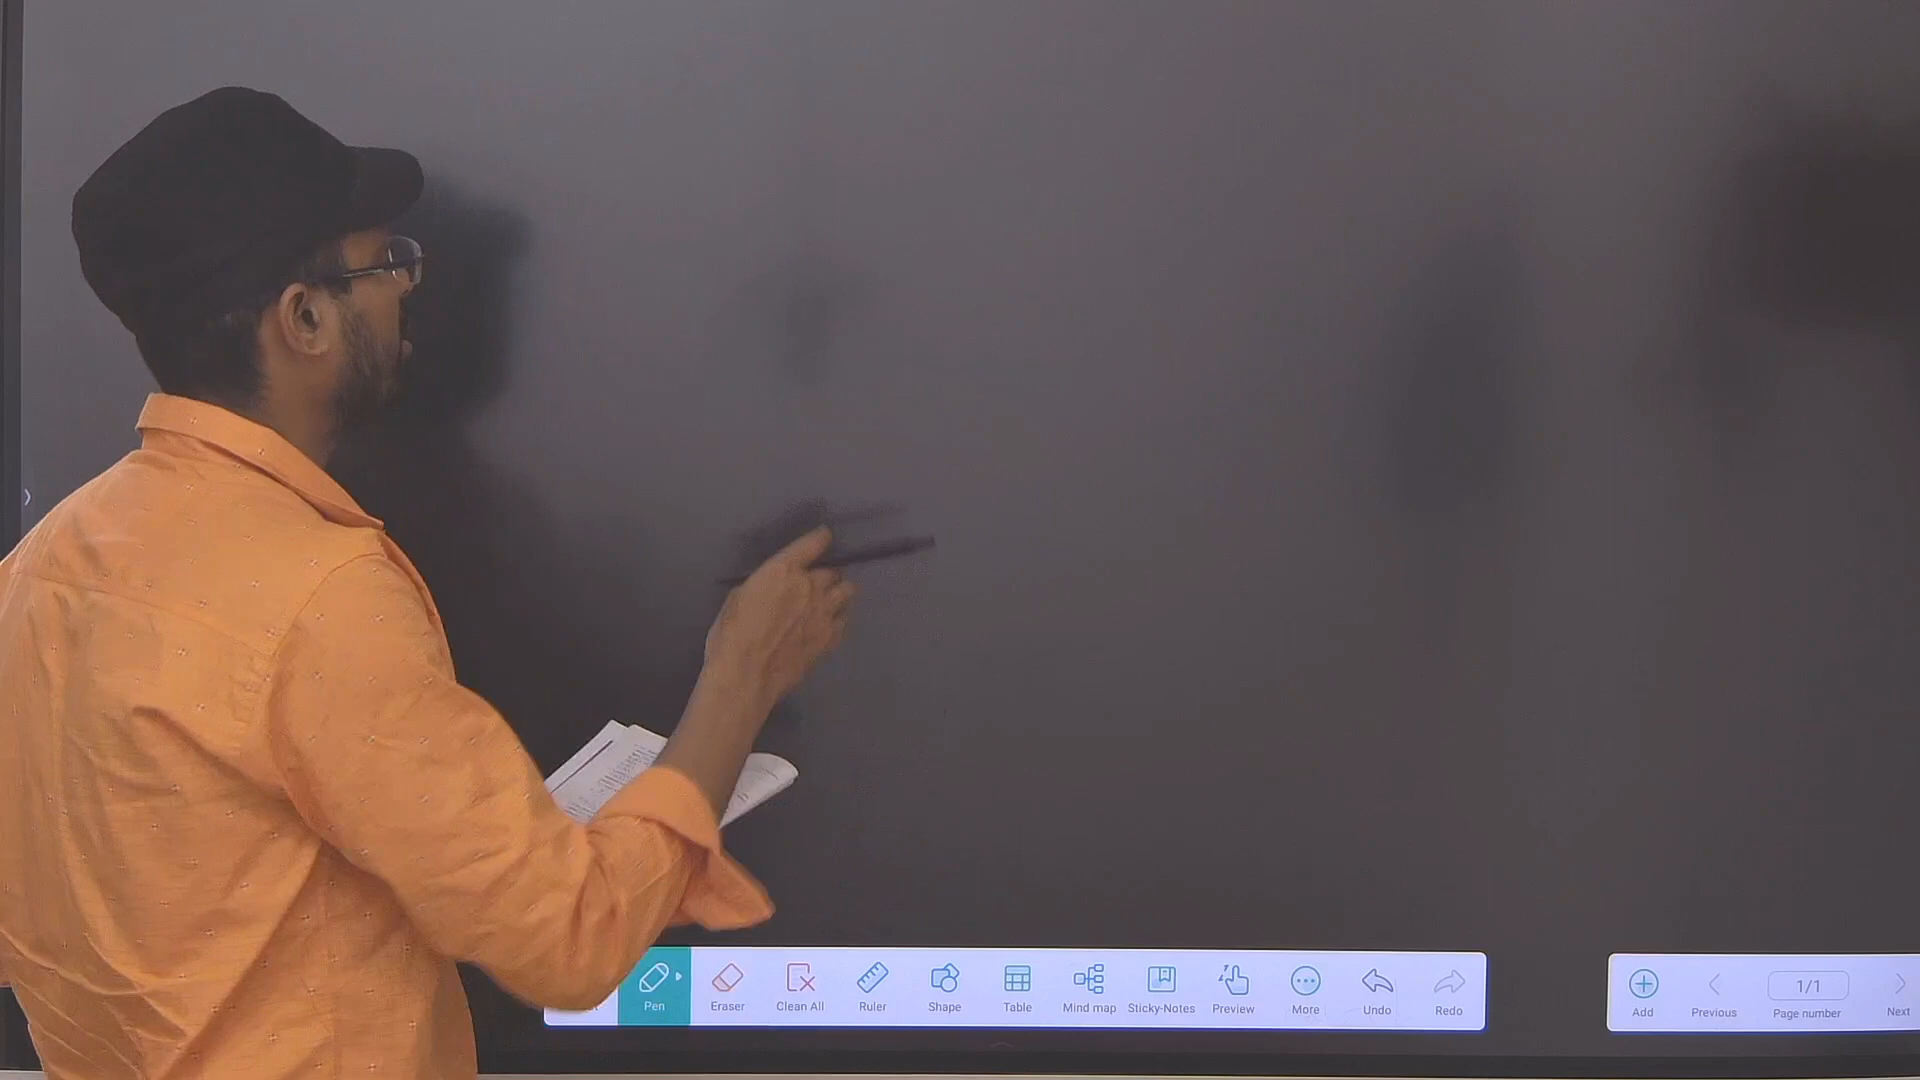 Pen
Eraser
Clean All
Ruler
Shape
Table
Mind map
Sticky-Notes
Preview
More
Undo
Redo
Add
Previous
1/1
Page number
Next